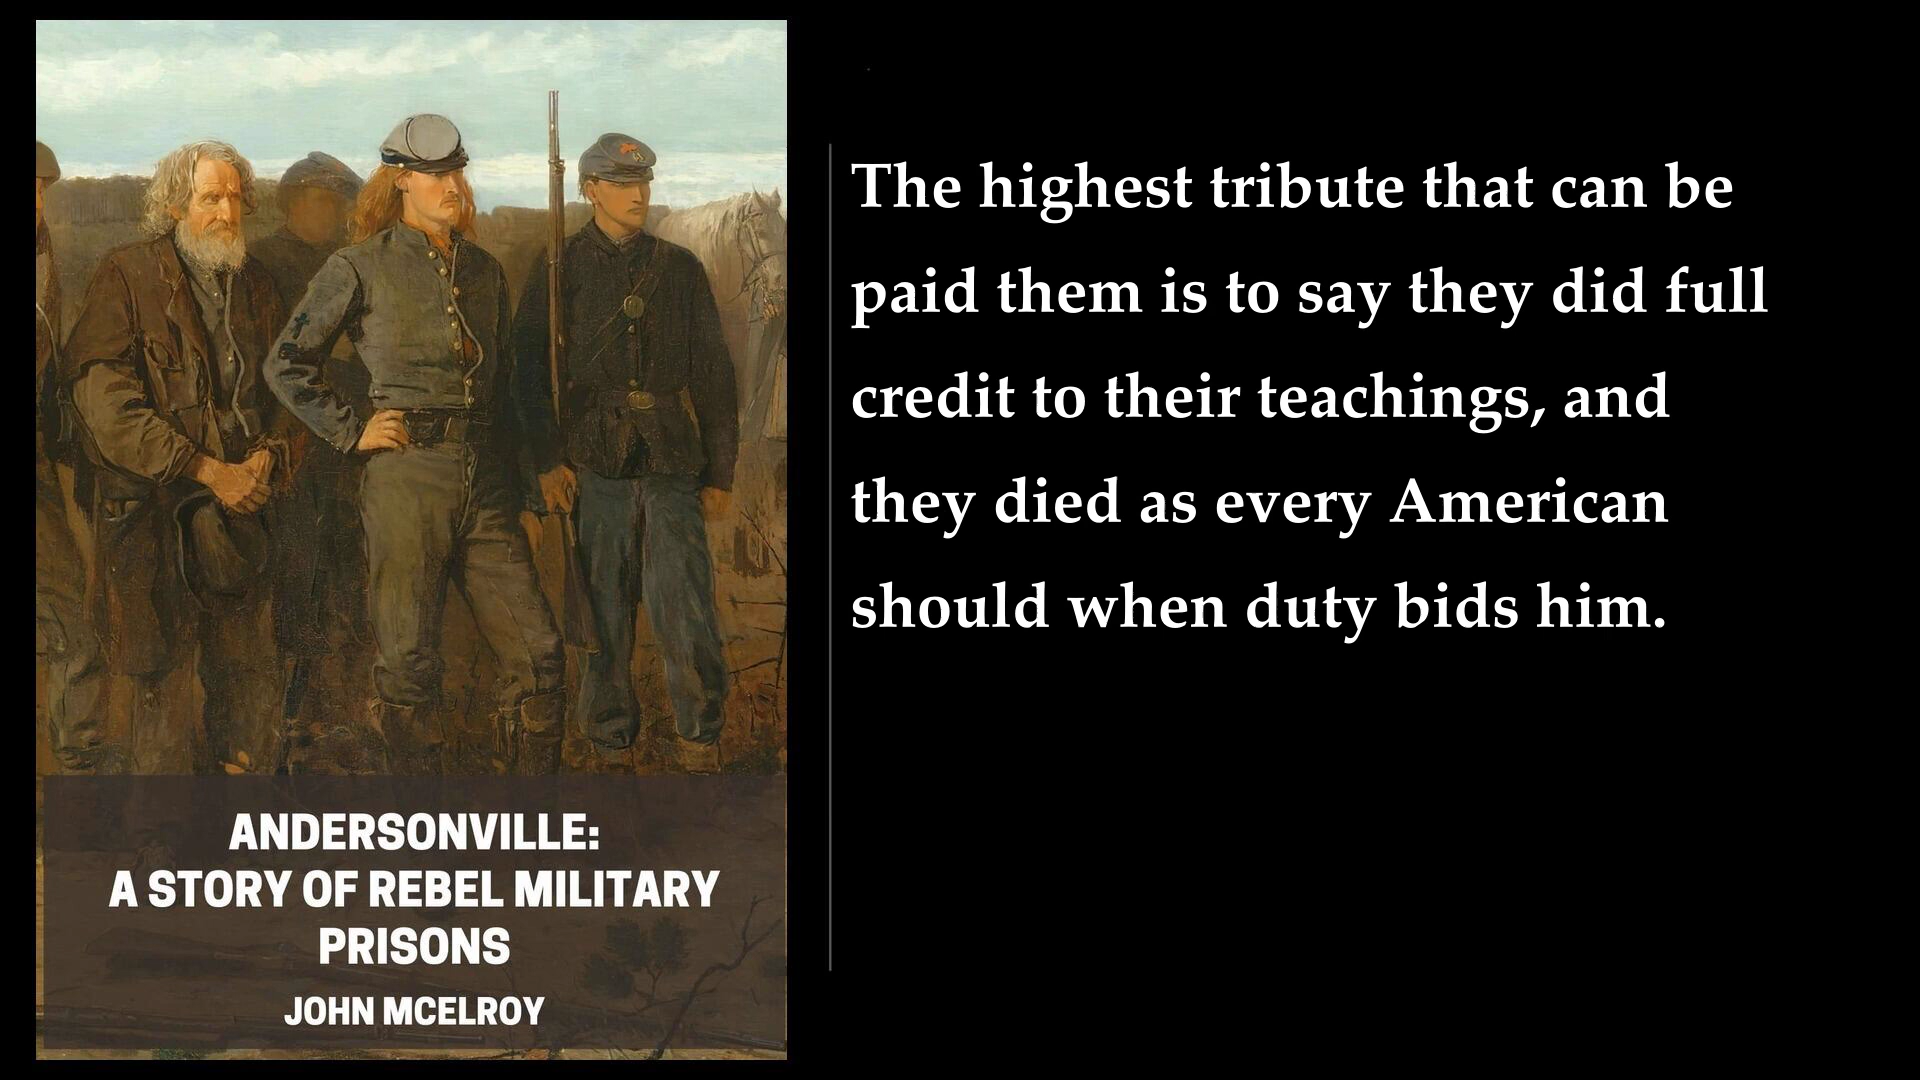 ANDERSONVILLE:
A STORY OF REBEL MILITARY
PRISONS
JOHN MCELROY
The highest tribute that can be
paid them is to say they did full
credit to their teachings, and
they died as every American
should when duty bids him.